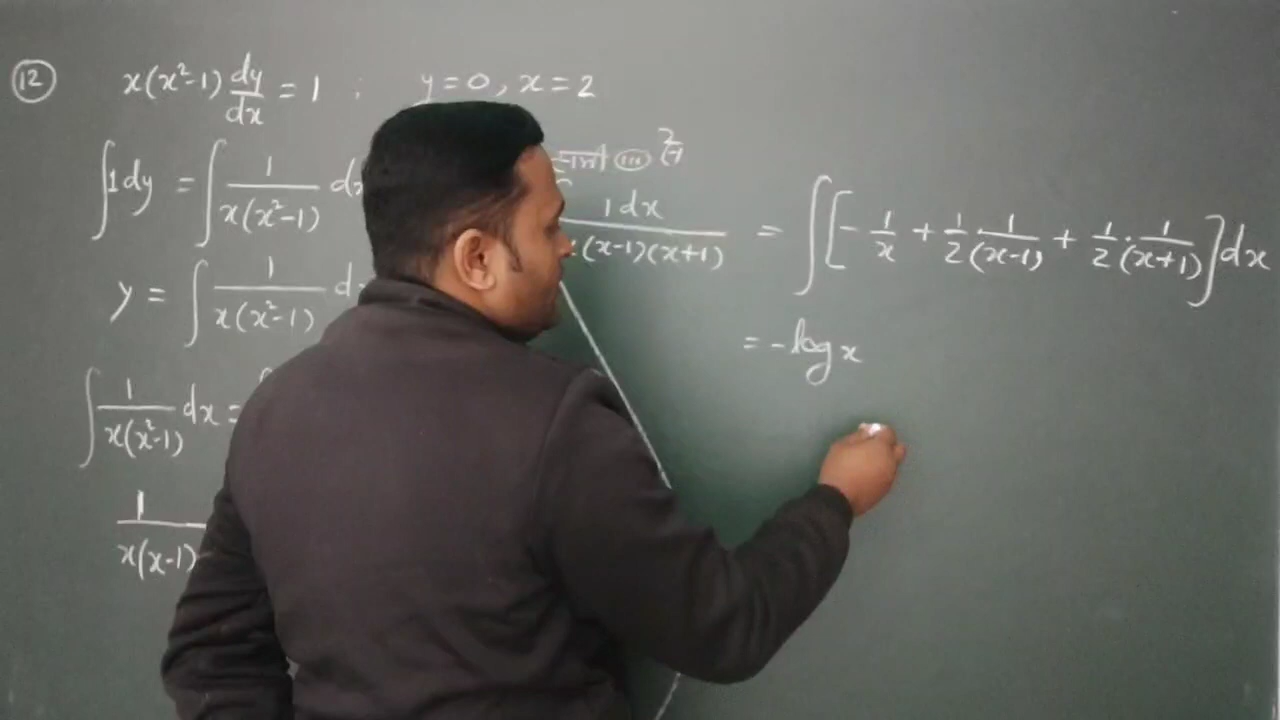 12 x(x²-1) dy/dx = 1 ; y = 0, x = 2
∫1dy = ∫ 1/x(x²-1) dx
y = ∫ 1/x(x²-1) d
∫ 1/x(x²-1) dx =
1/x(x-1)
1dx/(x-1)(x+1) = ∫[-1/x + 1/2 · 1/(x-1) + 1/2 · 1/(x+1)]dx
= -log x